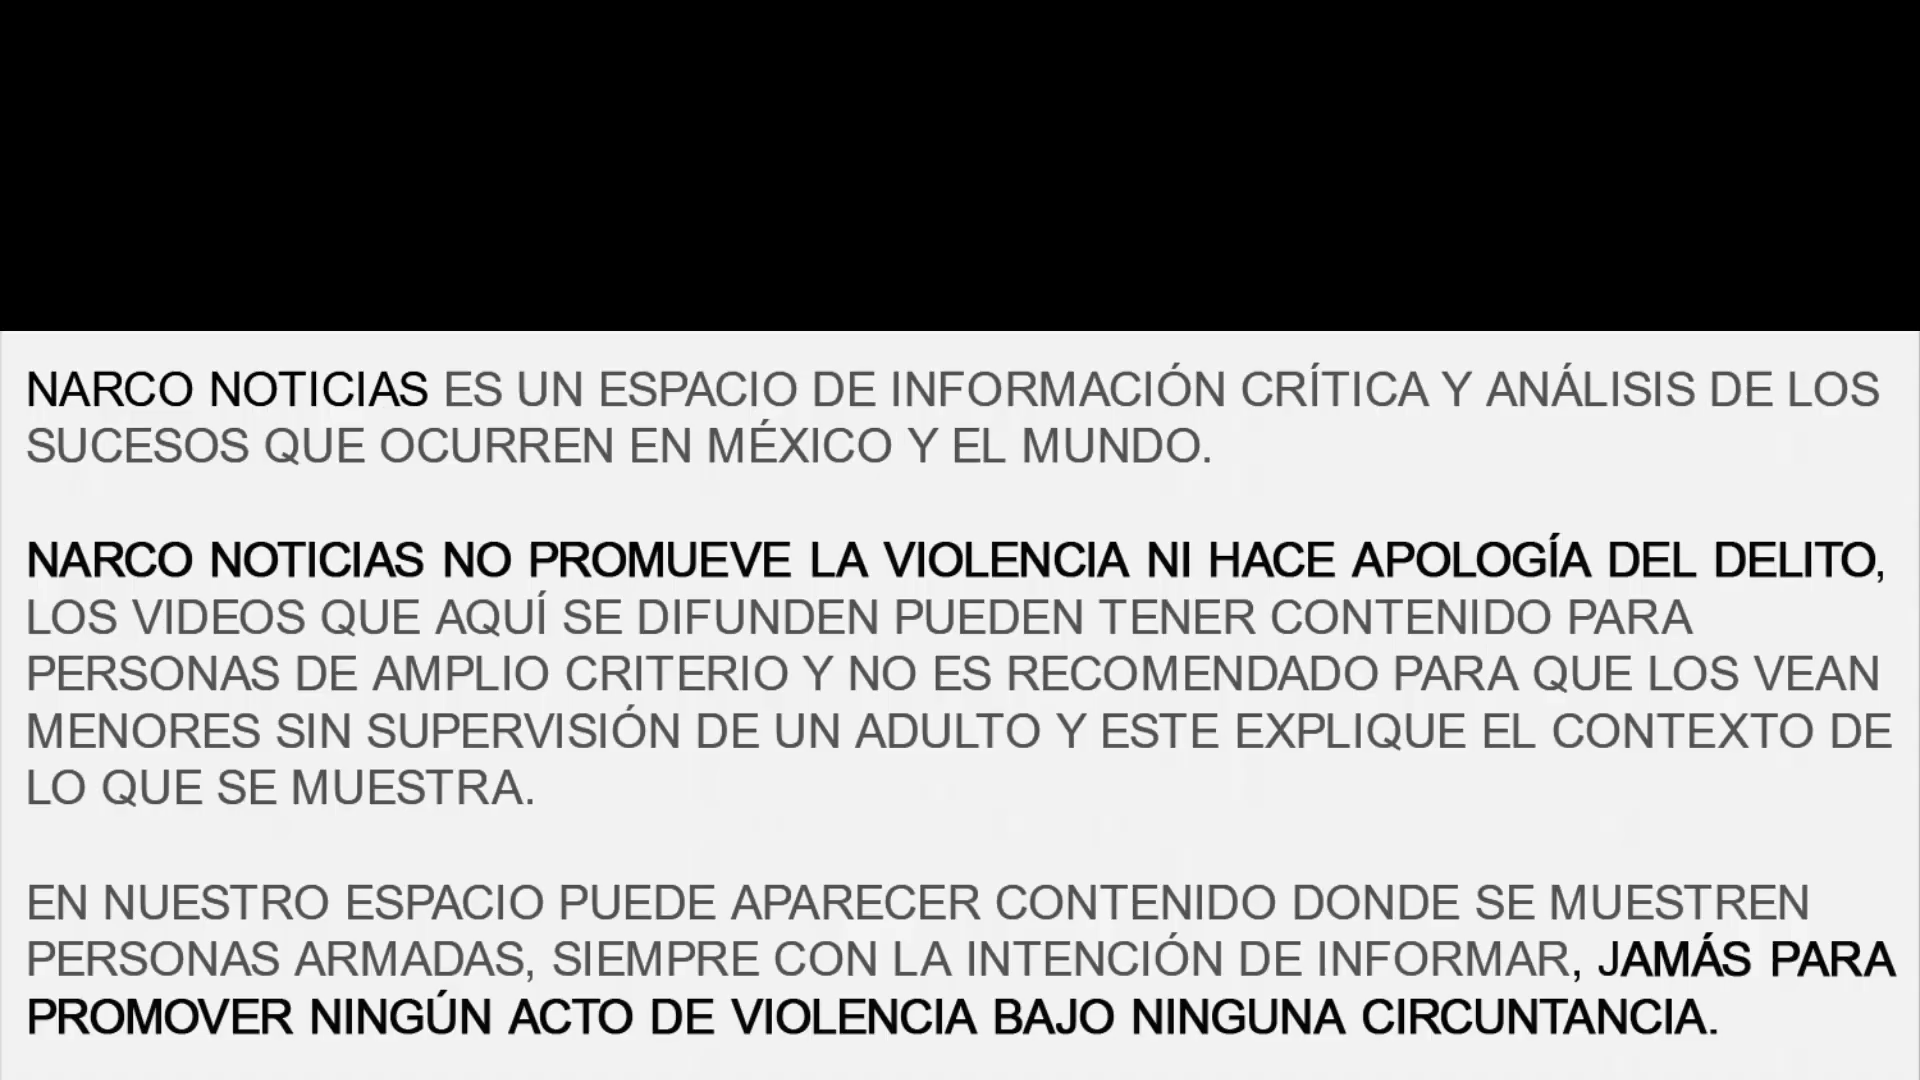 NARCO NOTICIAS ES UN ESPACIO DE INFORMACIÓN CRÍTICA Y ANÁLISIS DE LOS
SUCESOS QUE OCURREN EN MÉXICO Y EL MUNDO.
NARCO NOTICIAS NO PROMUEVE LA VIOLENCIA NI HACE APOLOGÍA DEL DELITO,
LOS VIDEOS QUE AQUÍ SE DIFUNDEN PUEDEN TENER CONTENIDO PARA
PERSONAS DE AMPLIO CRITERIO Y NO ES RECOMENDADO PARA QUE LOS VEAN
MENORES SIN SUPERVISIÓN DE UN ADULTO Y ESTE EXPLIQUE EL CONTEXTO DE
LO QUE SE MUESTRA.
EN NUESTRO ESPACIO PUEDE APARECER CONTENIDO DONDE SE MUESTREN
PERSONAS ARMADAS, SIEMPRE CON LA INTENCIÓN DE INFORMAR, JAMÁS PARA
PROMOVER NINGÚN ACTO DE VIOLENCIA BAJO NINGUNA CIRCUNTANCIA.